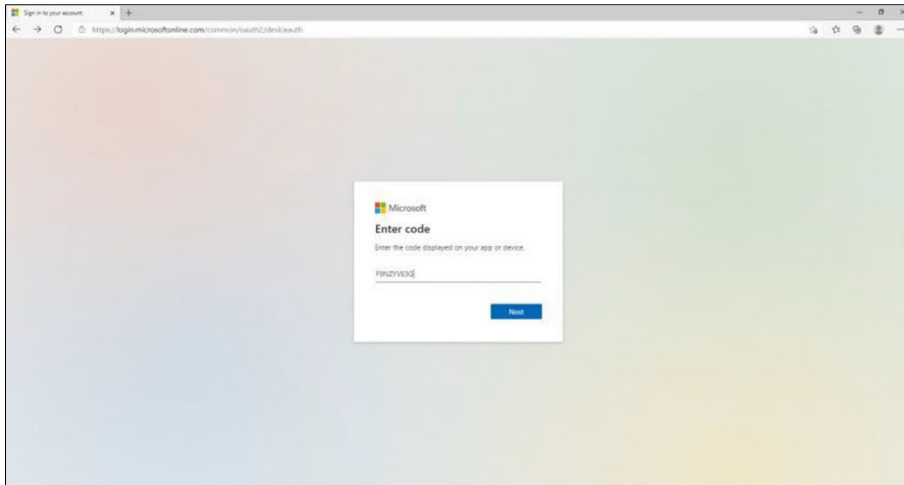 Sign in to your account
https://login.microsoftonline.com/common/oauth2/deviceauth
Microsoft
Enter code
Enter the code displayed on your app or device.
Next